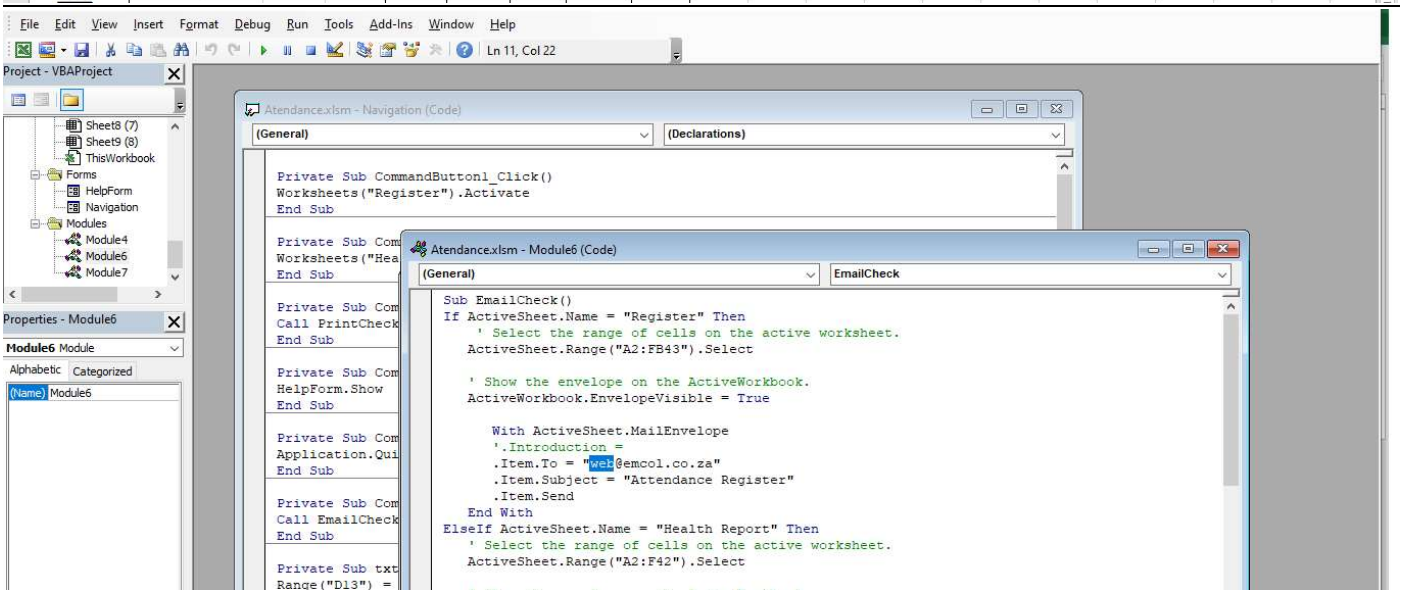 File Edit View Insert Format Debug Run Tools Add-Ins Window Help
Ln 11, Col 22
Project - VBAProject
Sheet8 (7)
Sheet9 (8)
ThisWorkbook
Forms
HelpForm
Navigation
Modules
Module4
Module6
Module7
Properties - Module6
Module6 Module
Alphabetic Categorized
(Name) Module6
Atendance.xlsm - Navigation (Code)
(General) (Declarations)
Private Sub CommandButton1_Click()
Worksheets("Register").Activate
End Sub
Private Sub Com
Worksheets("Hea
End Sub
Private Sub Com
Call PrintCheck
End Sub
Private Sub Com
HelpForm.Show
End Sub
Private Sub Com
Application.Qui
End Sub
Private Sub Com
Call EmailCheck
End Sub
Private Sub txt
Range("D13") =
Atendance.xlsm - Module6 (Code)
(General) EmailCheck
Sub EmailCheck()
If ActiveSheet.Name = "Register" Then
' Select the range of cells on the active worksheet.
ActiveSheet.Range("A2:FB43").Select
' Show the envelope on the ActiveWorkbook.
ActiveWorkbook.EnvelopeVisible = True
With ActiveSheet.MailEnvelope
'.Introduction =
.Item.To = "web@emcol.co.za"
.Item.Subject = "Attendance Register"
.Item.Send
End With
ElseIf ActiveSheet.Name = "Health Report" Then
' Select the range of cells on the active worksheet.
ActiveSheet.Range("A2:F42").Select